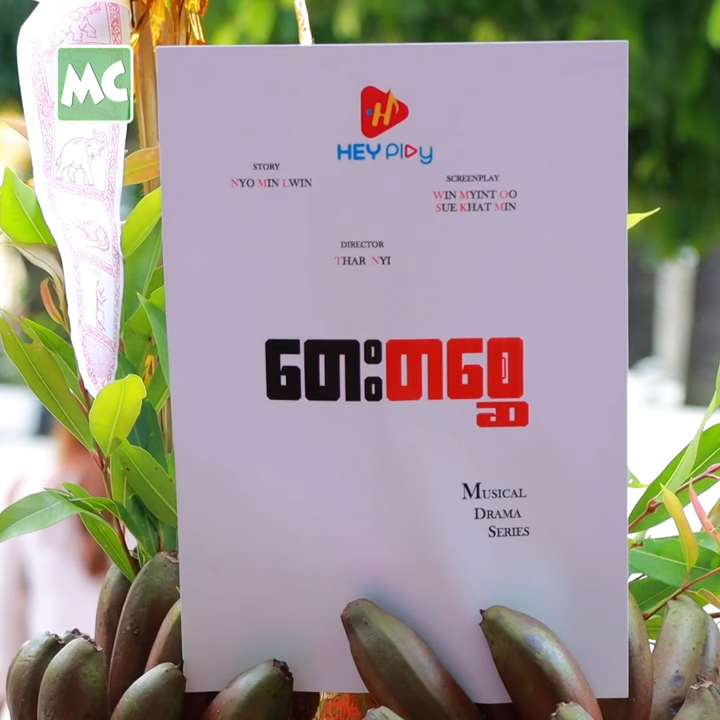 MC
HEY PLAY
STORY
NYO MIN LWIN
SCREENPLAY
WIN MYINT OO
SUE KHAT MIN
DIRECTOR
THAR NYI
တေးတစ္ဆေ
MUSICAL
DRAMA
SERIES